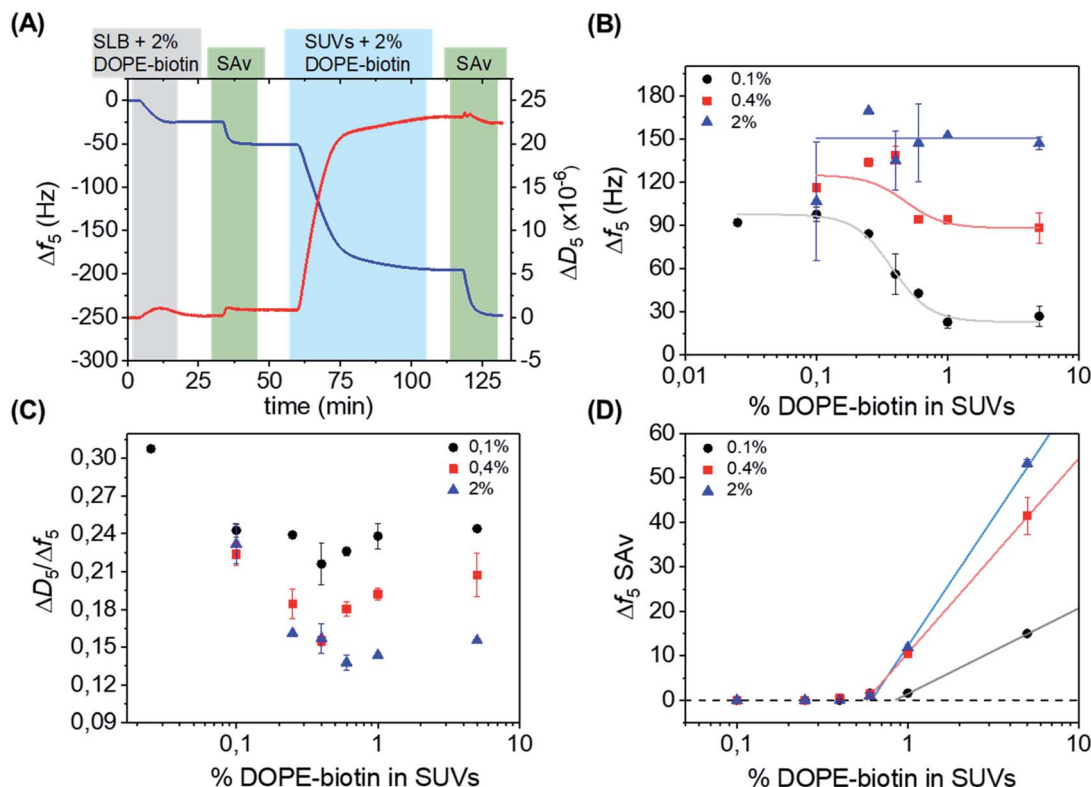 (A)
SLB + 2%
DOPE-biotin
SAv
SUVs + 2%
DOPE-biotin
SAv
0
-50
-100
-150
-200
-250
-300
Δf5 (Hz)
25
20
15
10
5
0
-5
ΔD5 (x10-6)
0 25 50 75 100 125
time (min)
(B)
0.1%
0.4%
2%
180
150
120
90
60
30
0
Δf5 (Hz)
0,01 0,1 1 10
% DOPE-biotin in SUVs
(C)
0,1%
0,4%
2%
0,30
0,27
0,24
0,21
0,18
0,15
0,12
0,09
ΔD5/Δf5
0,1 1 10
% DOPE-biotin in SUVs
(D)
0.1%
0.4%
2%
60
50
40
30
20
10
0
Δf5 SAv
0,1 1 10
% DOPE-biotin in SUVs